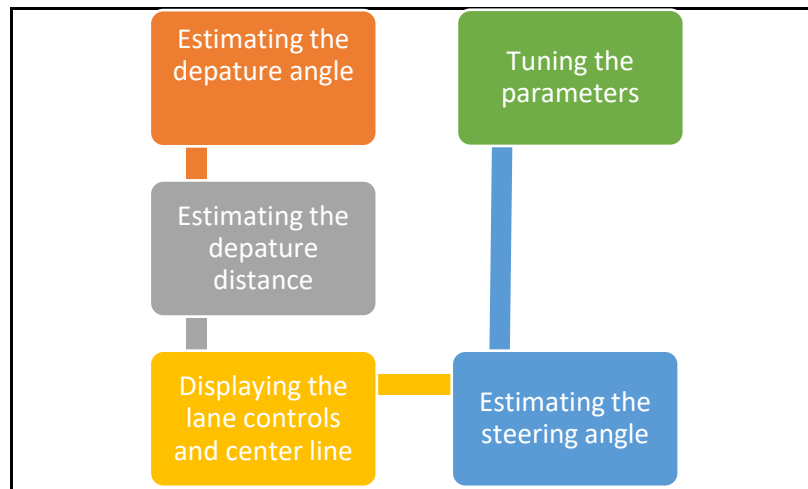 Estimating the
depature angle
Estimating the
depature
distance
Displaying the
lane controls
and center line
Estimating the
steering angle
Tuning the
parameters